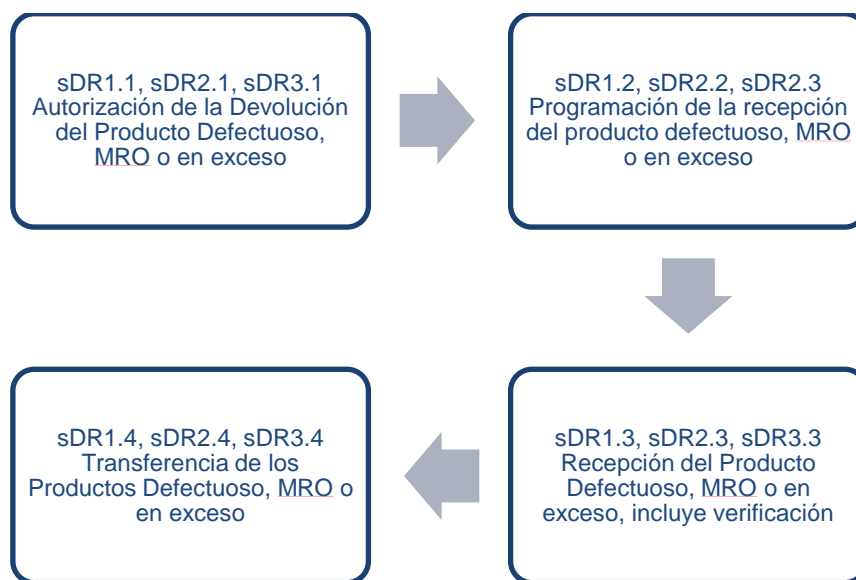 sDR1.1, sDR2.1, sDR3.1
Autorización de la Devolución
del Producto Defectuoso,
MRO o en exceso
sDR1.2, sDR2.2, sDR2.3
Programación de la recepción
del producto defectuoso, MRO
o en exceso
sDR1.3, sDR2.3, sDR3.3
Recepción del Producto
Defectuoso, MRO o en
exceso, incluye verificación
sDR1.4, sDR2.4, sDR3.4
Transferencia de los
Productos Defectuoso, MRO o
en exceso